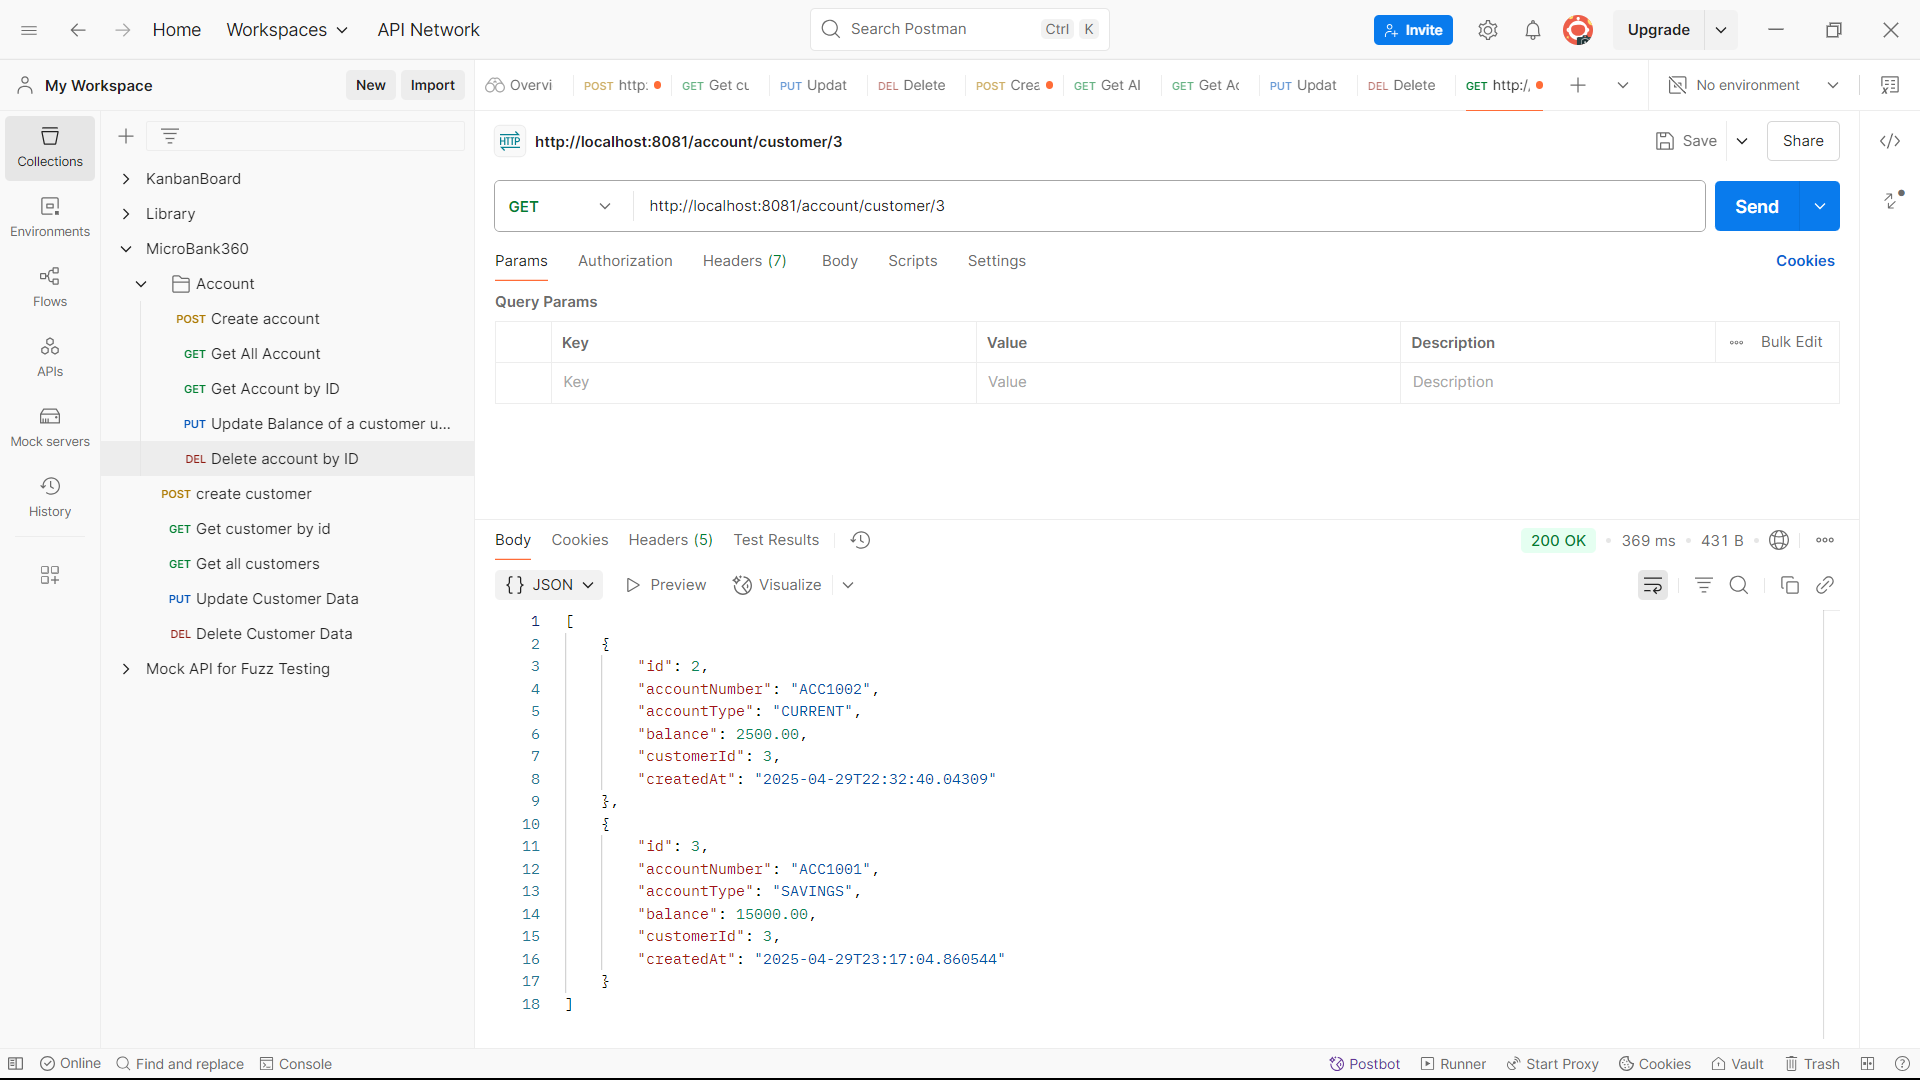 Home Workspaces API Network Search Postman Ctrl K Invite Upgrade
My Workspace New Import Overvi POST http: GET Get cu PUT Updat DEL Delete POST Crea GET Get Al GET Get Ac PUT Updat DEL Delete GET http:/, No environment
Collections
Environments
Flows
APIs
Mock servers
History
KanbanBoard
Library
MicroBank360
Account
POST Create account
GET Get All Account
GET Get Account by ID
PUT Update Balance of a customer u...
DEL Delete account by ID
POST create customer
GET Get customer by id
GET Get all customers
PUT Update Customer Data
DEL Delete Customer Data
Mock API for Fuzz Testing
HTTP http://localhost:8081/account/customer/3 Save Share
GET http://localhost:8081/account/customer/3 Send
Params Authorization Headers (7) Body Scripts Settings Cookies
Query Params
Key Value Description Bulk Edit
Key Value Description
Body Cookies Headers (5) Test Results 200 OK 369 ms 431 B
{} JSON Preview Visualize
1 [
2 {
3 "id": 2,
4 "accountNumber": "ACC1002",
5 "accountType": "CURRENT",
6 "balance": 2500.00,
7 "customerId": 3,
8 "createdAt": "2025-04-29T22:32:40.04309"
9 },
10 {
11 "id": 3,
12 "accountNumber": "ACC1001",
13 "accountType": "SAVINGS",
14 "balance": 15000.00,
15 "customerId": 3,
16 "createdAt": "2025-04-29T23:17:04.860544"
17 }
18 ]
Online Find and replace Console Postbot Runner Start Proxy Cookies Vault Trash